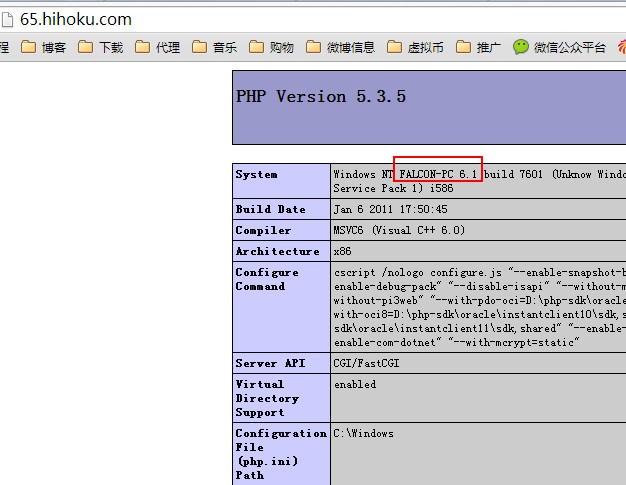 65.hihoku.com
程 博客 下载 代理 音乐 购物 微博信息 虚拟币 推广 微信公众平台
PHP Version 5.3.5
System Windows NT FALCON-PC 6.1 build 7601 (Unknow Windo
Service Pack 1) i586
Build Date Jan 6 2011 17:50:45
Compiler MSVC6 (Visual C++ 6.0)
Architecture x86
Configure cscript /nologo configure.js "--enable-snapshot-b
Command enable-debug-pack" "--disable-isapi" "--without-m
without-pi3web" "--with-pdo-oci=D:\php-sdk\oracle
with-oci8=D:\php-sdk\oracle\instantclient10\sdk,s
sdk\oracle\instantclient11\sdk,shared" "--enable-
enable-com-dotnet" "--with-mcrypt=static"
Server API CGI/FastCGI
Virtual enabled
Directory
Support
Configuration C:\Windows
File
(php.ini)
Path